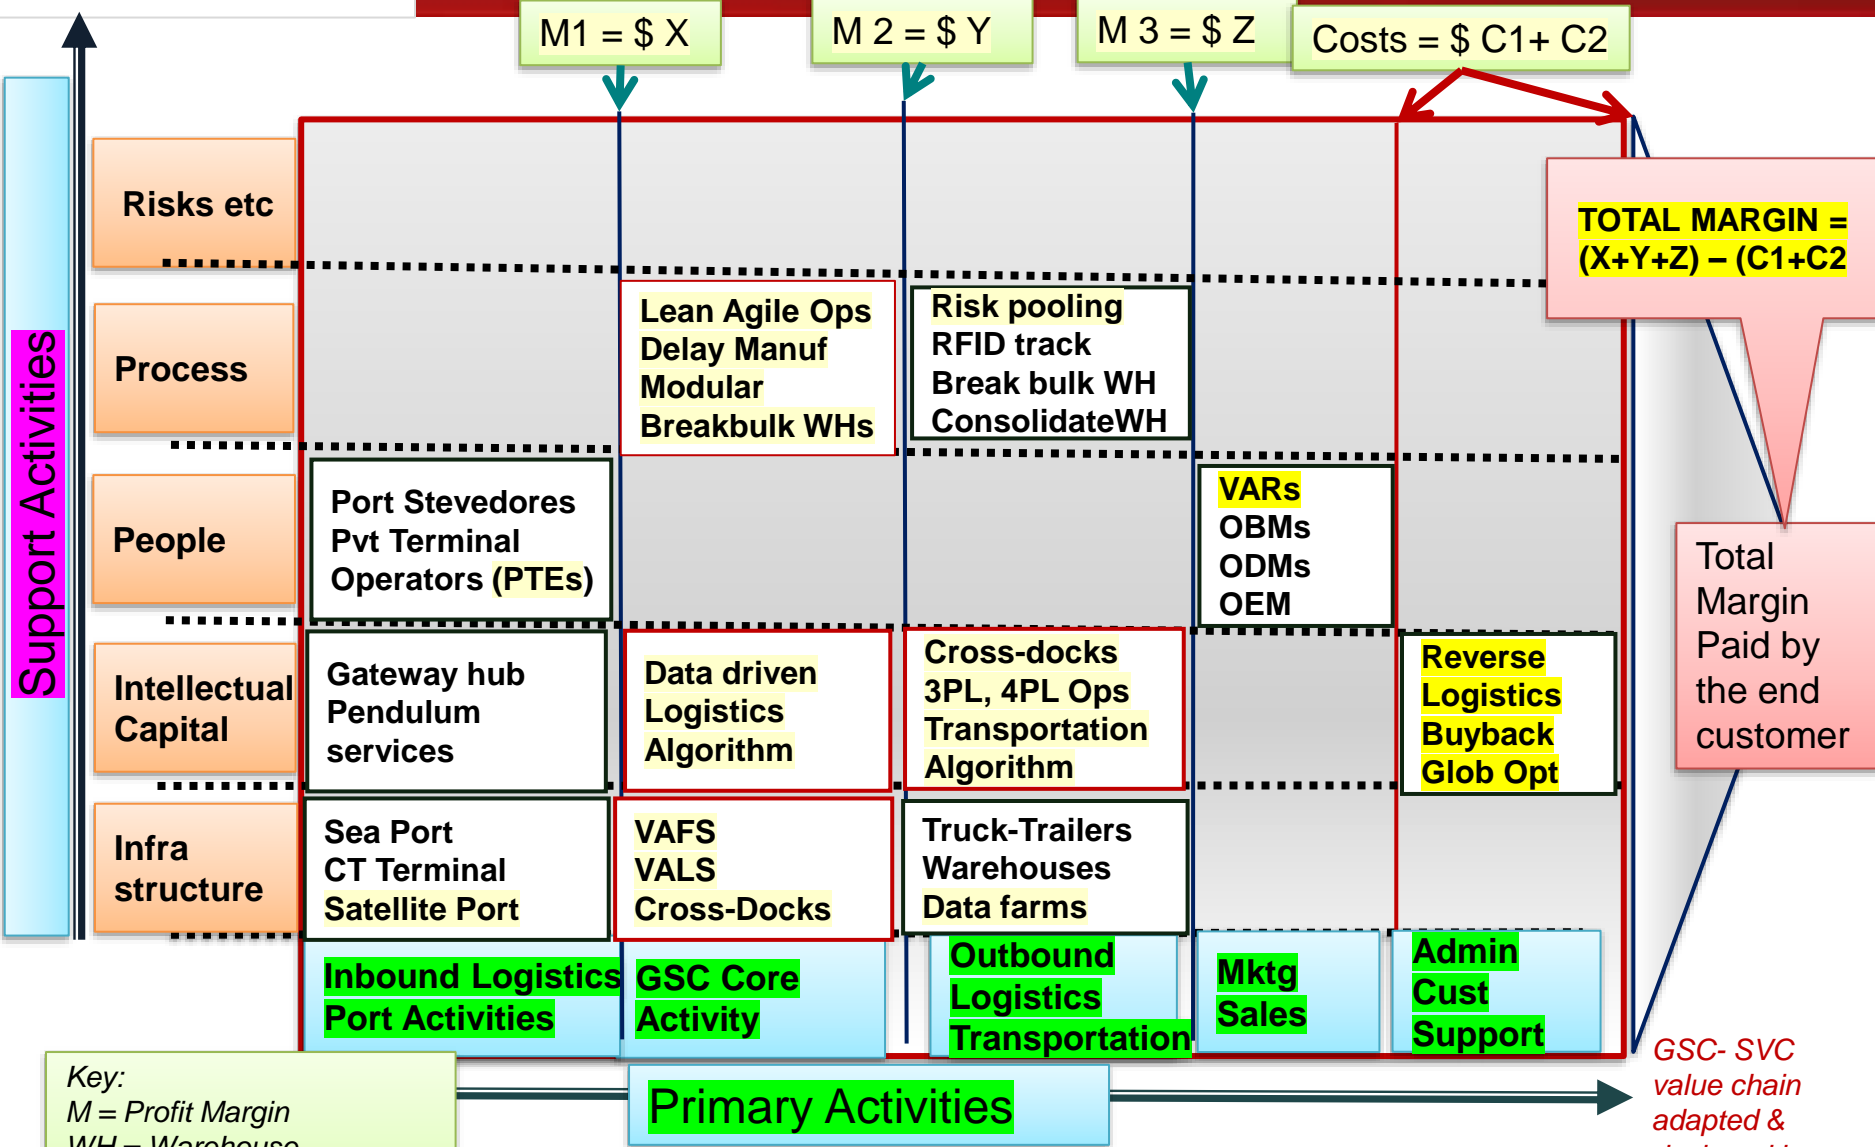 M1 = $ X
M 2 = $ Y
M 3 = $ Z
Costs = $ C1+ C2
Support Activities
Risks etc
TOTAL MARGIN =
(X+Y+Z) – (C1+C2
Process
Lean Agile Ops
Delay Manuf
Modular
Breakbulk WHs
Risk pooling
RFID track
Break bulk WH
ConsolidateWH
People
Port Stevedores
Pvt Terminal
Operators (PTEs)
VARs
OBMs
ODMs
OEM
Total
Margin
Paid by
the end
customer
Intellectual
Capital
Gateway hub
Pendulum
services
Data driven
Logistics
Algorithm
Cross-docks
3PL, 4PL Ops
Transportation
Algorithm
Reverse
Logistics
Buyback
Glob Opt
Infra
structure
Sea Port
CT Terminal
Satellite Port
VAFS
VALS
Cross-Docks
Truck-Trailers
Warehouses
Data farms
Inbound Logistics
Port Activities
GSC Core
Activity
Outbound
Logistics
Transportation
Mktg
Sales
Admin
Cust
Support
Key:
M = Profit Margin
WH = Warehouse
Primary Activities
GSC- SVC
value chain
adapted &